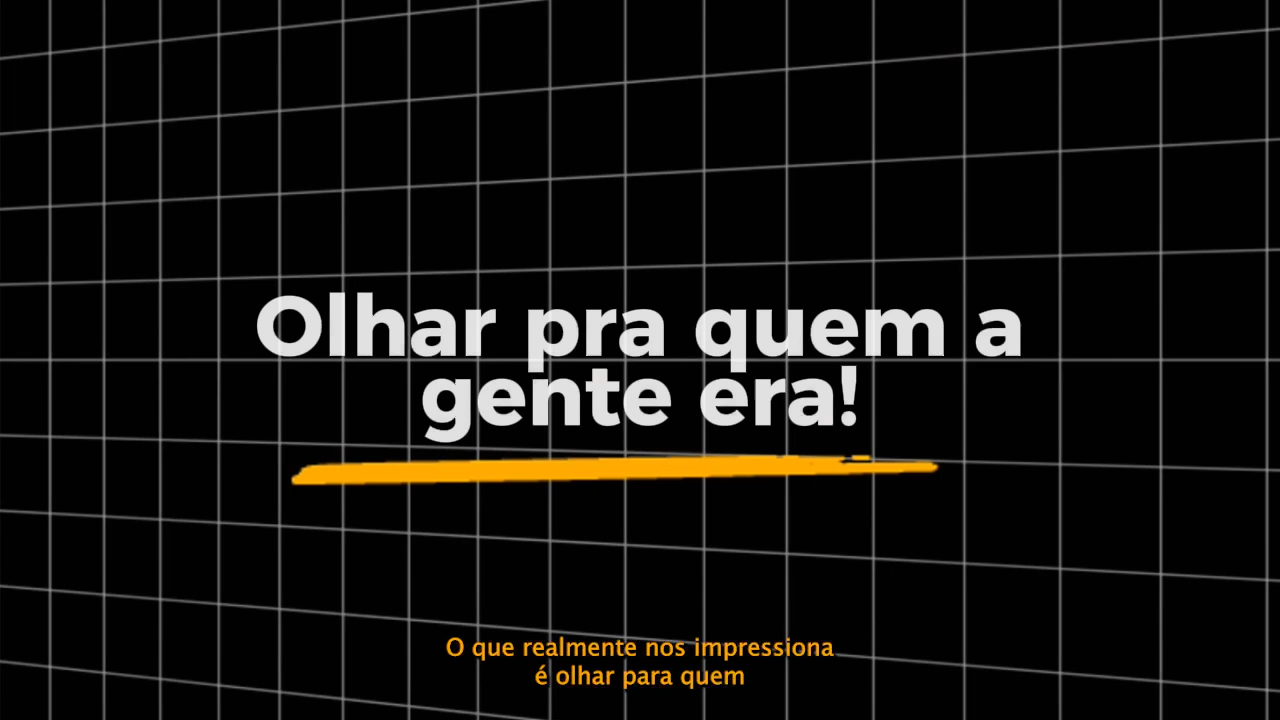 Olhar pra quem a
gente era!
O que realmente nos impressiona
é olhar para quem